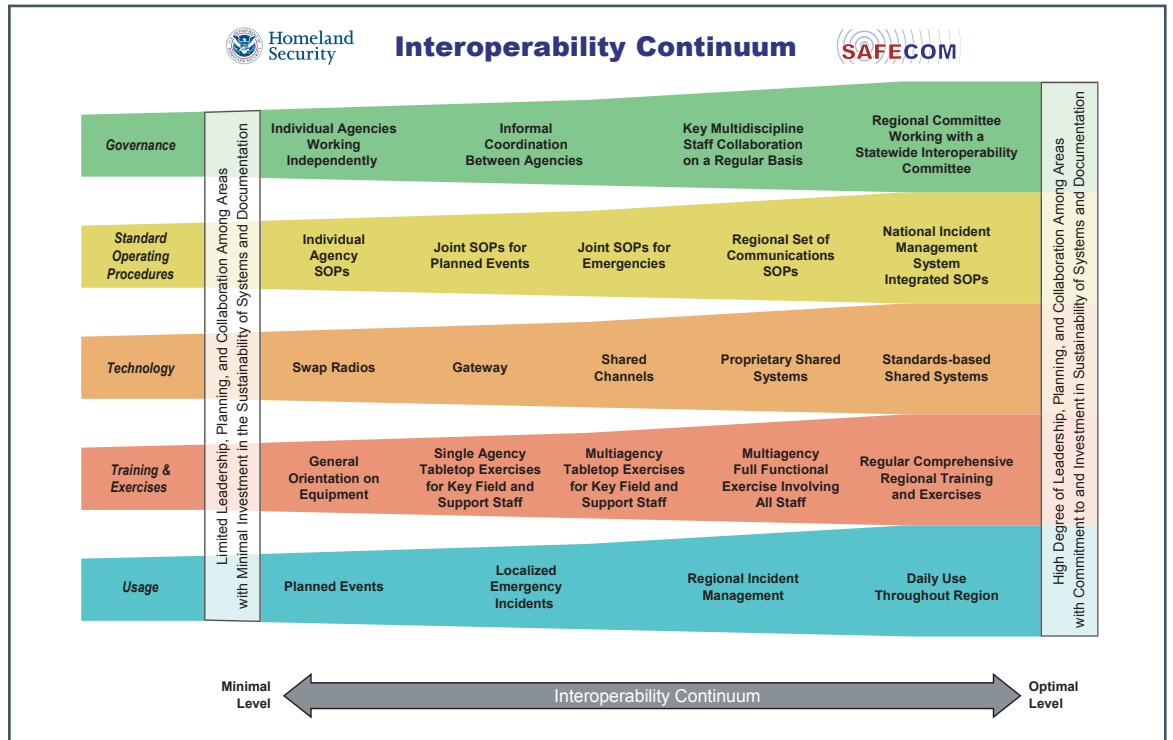 Homeland
Security
Interoperability Continuum
SAFECOM
Governance
Individual Agencies
Working
Independently
Informal
Coordination
Between Agencies
Key Multidiscipline
Staff Collaboration
on a Regular Basis
Regional Committee
Working with a
Statewide Interoperability
Committee
Standard
Operating
Procedures
Individual
Agency
SOPs
Joint SOPs for
Planned Events
Joint SOPs for
Emergencies
Regional Set of
Communications
SOPs
National Incident
Management
System
Integrated SOPs
Technology
Swap Radios
Gateway
Shared
Channels
Proprietary Shared
Systems
Standards-based
Shared Systems
Training &
Exercises
General
Orientation on
Equipment
Single Agency
Tabletop Exercises
for Key Field and
Support Staff
Multiagency
Tabletop Exercises
for Key Field and
Support Staff
Multiagency
Full Functional
Exercise Involving
All Staff
Regular Comprehensive
Regional Training
and Exercises
Usage
Planned Events
Localized
Emergency
Incidents
Regional Incident
Management
Daily Use
Throughout Region
Limited Leadership, Planning, and Collaboration Among Areas
with Minimal Investment in the Sustainability of Systems and Documentation
High Degree of Leadership, Planning, and Collaboration Among Areas
with Commitment to and Investment in Sustainability of Systems and Documentation
Minimal
Level
Interoperability Continuum
Optimal
Level